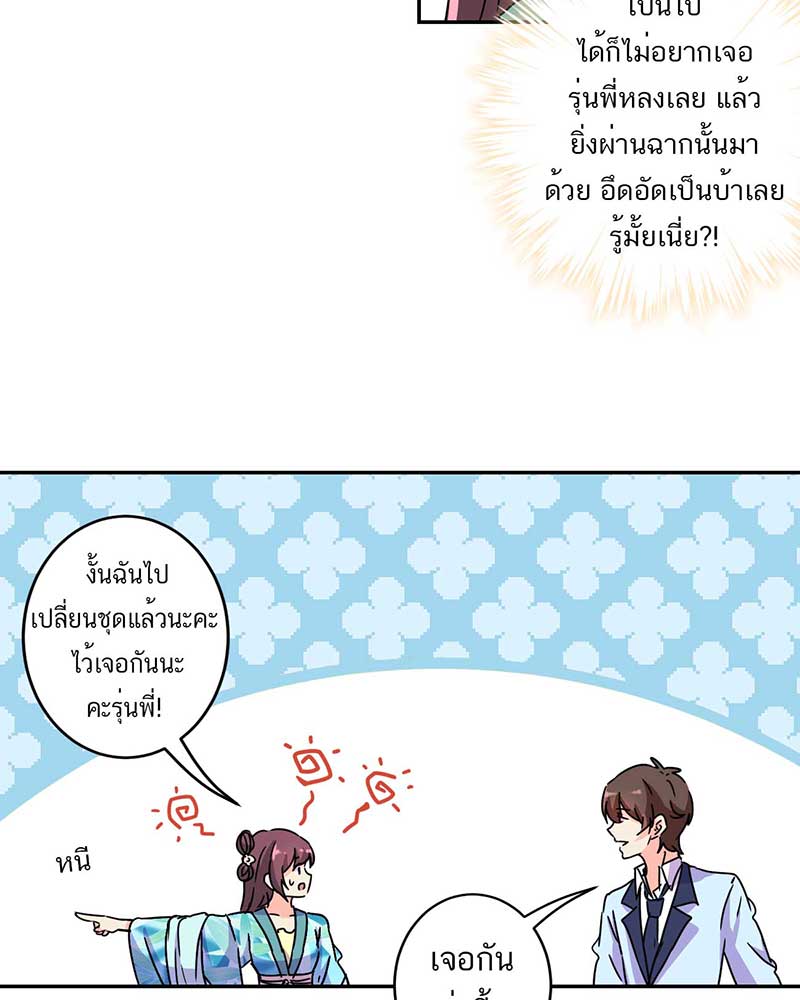 เป็นไป
ได้ก็ไม่อยากเจอ
รุ่นพี่หลงเลย แล้ว
ยิ่งผ่านฉากนั้นมา
ด้วย อึดอัดเป็นบ้าเลย
รู้มั้ยเนี่ย?!
งั้นฉันไป
เปลี่ยนชุดแล้วนะคะ
ไว้เจอกันนะ
คะรุ่นพี่!
หนี
เจอกัน